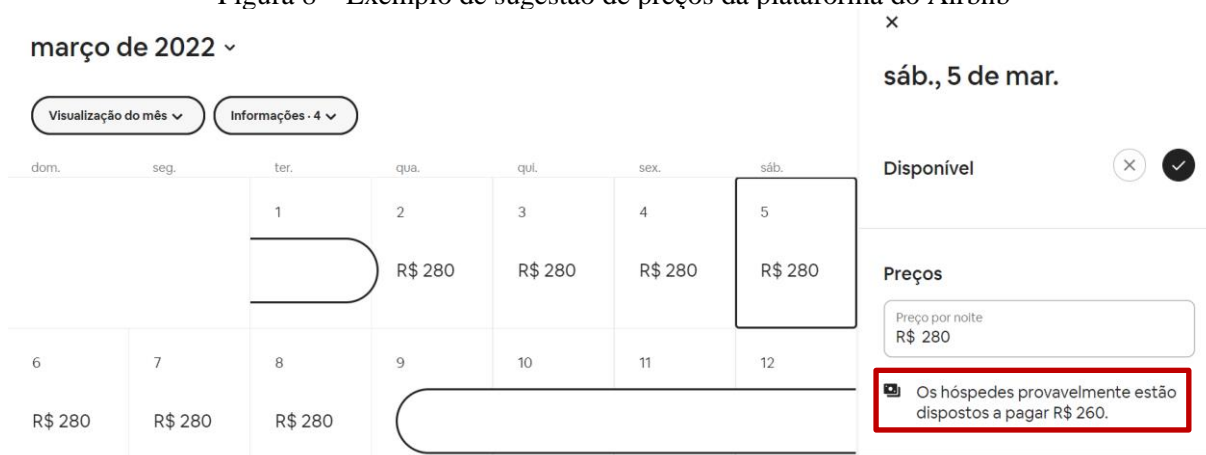 Figura 8 – Exemplo de sugestão de preços da plataforma do Airbnb
março de 2022
Visualização do mês
Informações · 4
dom. seg. ter. qua. qui. sex. sáb.
1 2 3 4 5
R$ 280 R$ 280 R$ 280 R$ 280
6 7 8 9 10 11 12
R$ 280 R$ 280 R$ 280
sáb., 5 de mar.
Disponível
Preços
Preço por noite
R$ 280
Os hóspedes provavelmente estão
dispostos a pagar R$ 260.